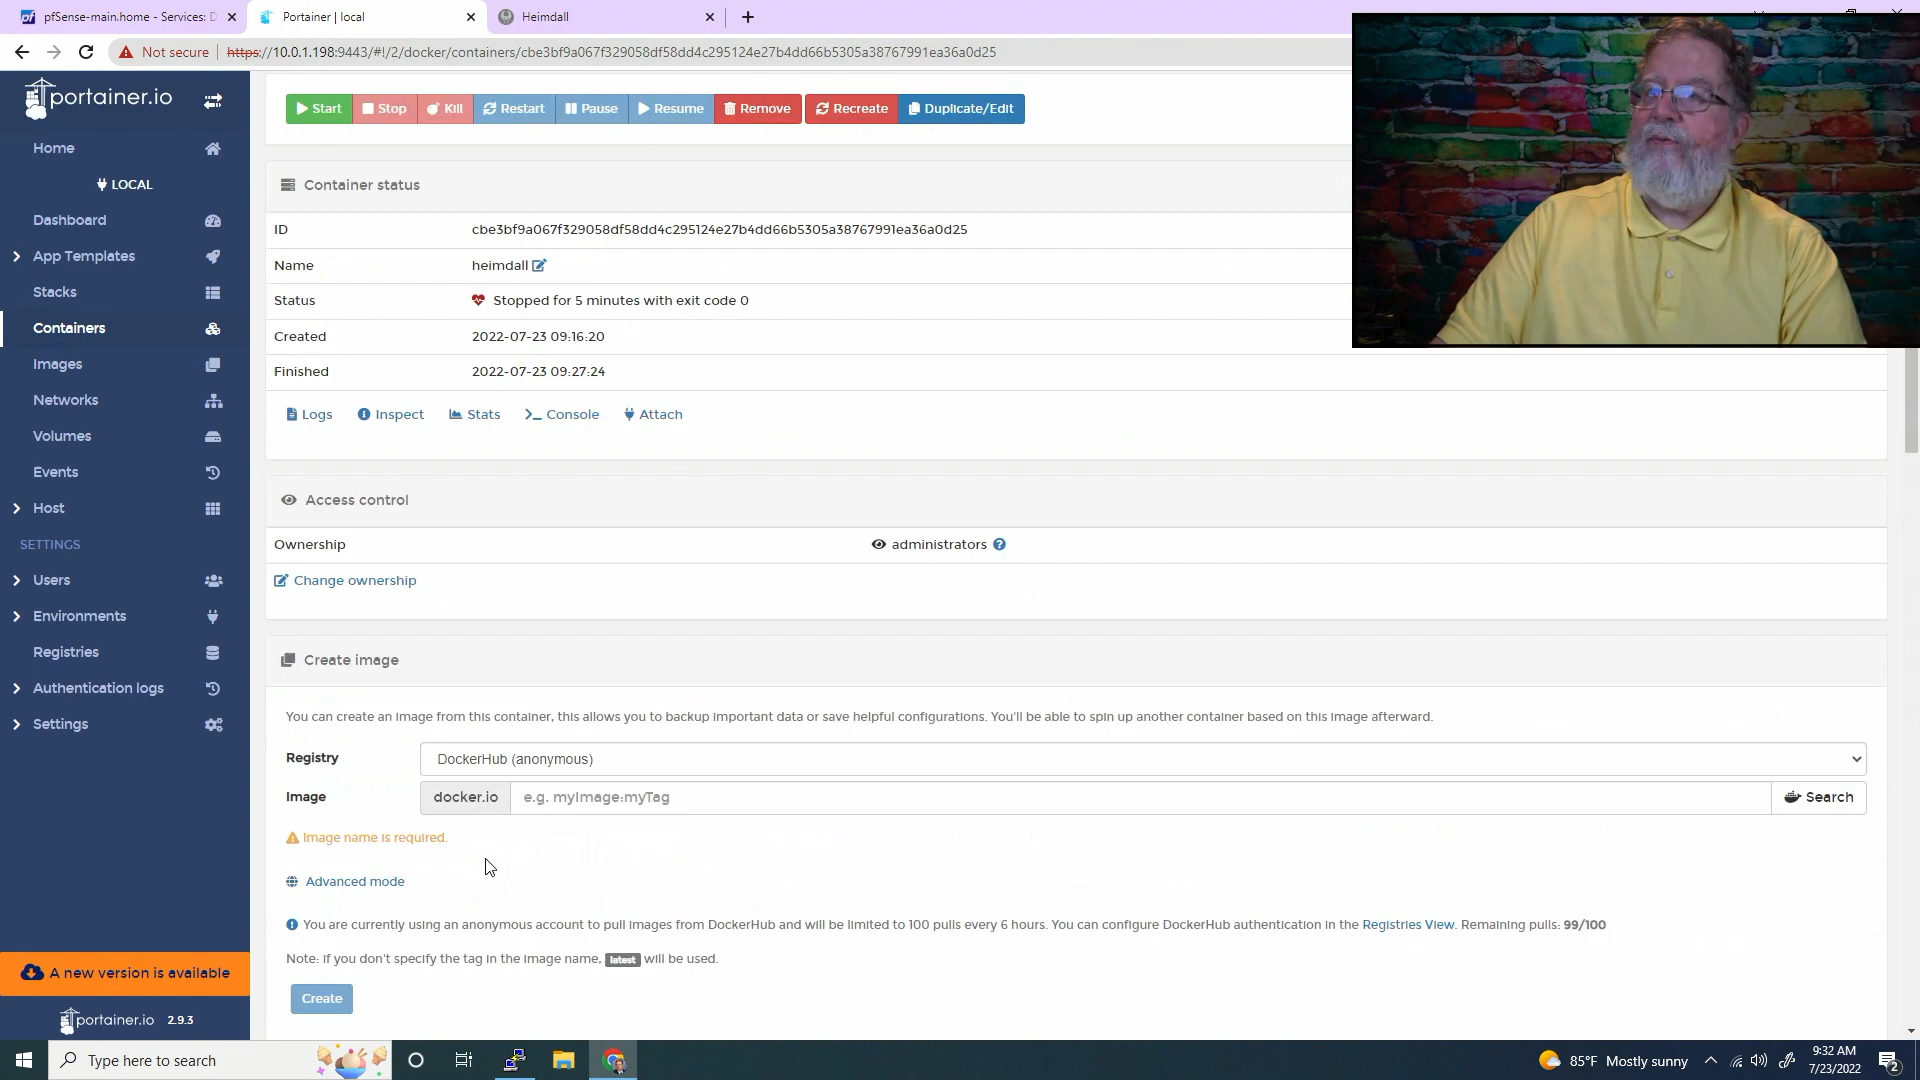 pfSense-main.home - Services: D
Portainer | local
Heimdall
Not secure
https://10.0.1.198:9443/#!/2/docker/containers/cbe3bf9a067f329058df58dd4c295124e27b4dd66b5305a38767991ea36a0d25
portainer.io
Home
LOCAL
Dashboard
App Templates
Stacks
Containers
Images
Networks
Volumes
Events
Host
SETTINGS
Users
Environments
Registries
Authentication logs
Settings
A new version is available
portainer.io 2.9.3
Start Stop Kill Restart Pause Resume Remove Recreate Duplicate/Edit
Container status
ID cbe3bf9a067f329058df58dd4c295124e27b4dd66b5305a38767991ea36a0d25
Name heimdall
Status Stopped for 5 minutes with exit code 0
Created 2022-07-23 09:16:20
Finished 2022-07-23 09:27:24
Logs Inspect Stats >_ Console Attach
Access control
Ownership administrators
Change ownership
Create image
You can create an image from this container, this allows you to backup important data or save helpful configurations. You'll be able to spin up another container based on this image afterward.
Registry DockerHub (anonymous)
Image docker.io e.g. myImage:myTag Search
Image name is required.
Advanced mode
You are currently using an anonymous account to pull images from DockerHub and will be limited to 100 pulls every 6 hours. You can configure DockerHub authentication in the Registries View. Remaining pulls: 99/100
Note: if you don't specify the tag in the image name, latest will be used.
Create
Type here to search
85°F Mostly sunny
9:32 AM
7/23/2022
2